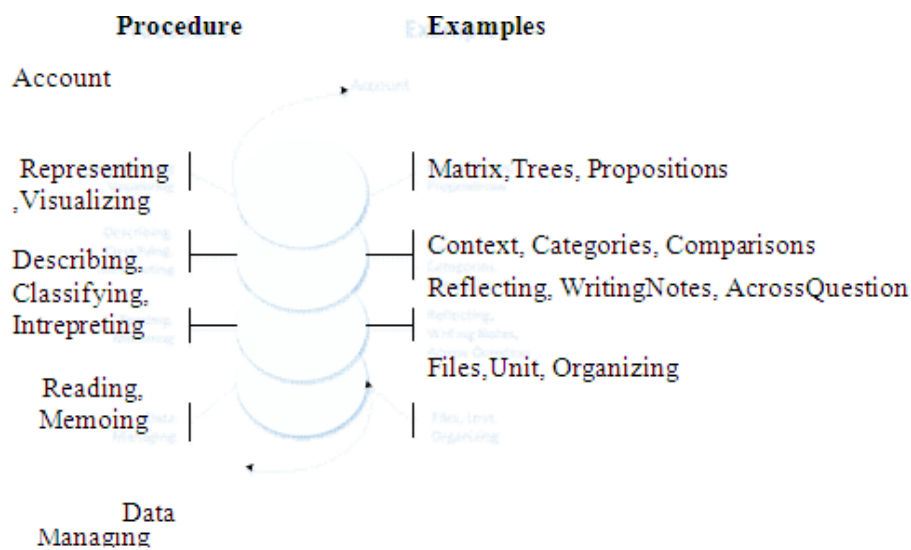 Procedure Examples
Account
Account
Representing
,Visualizing
Matrix,Trees, Propositions
Describing,
Classifying,
Intrepreting
Context, Categories, Comparisons
Reflecting, WritingNotes, AcrossQuestion
Reading,
Memoing
Files,Unit, Organizing
Data
Managing